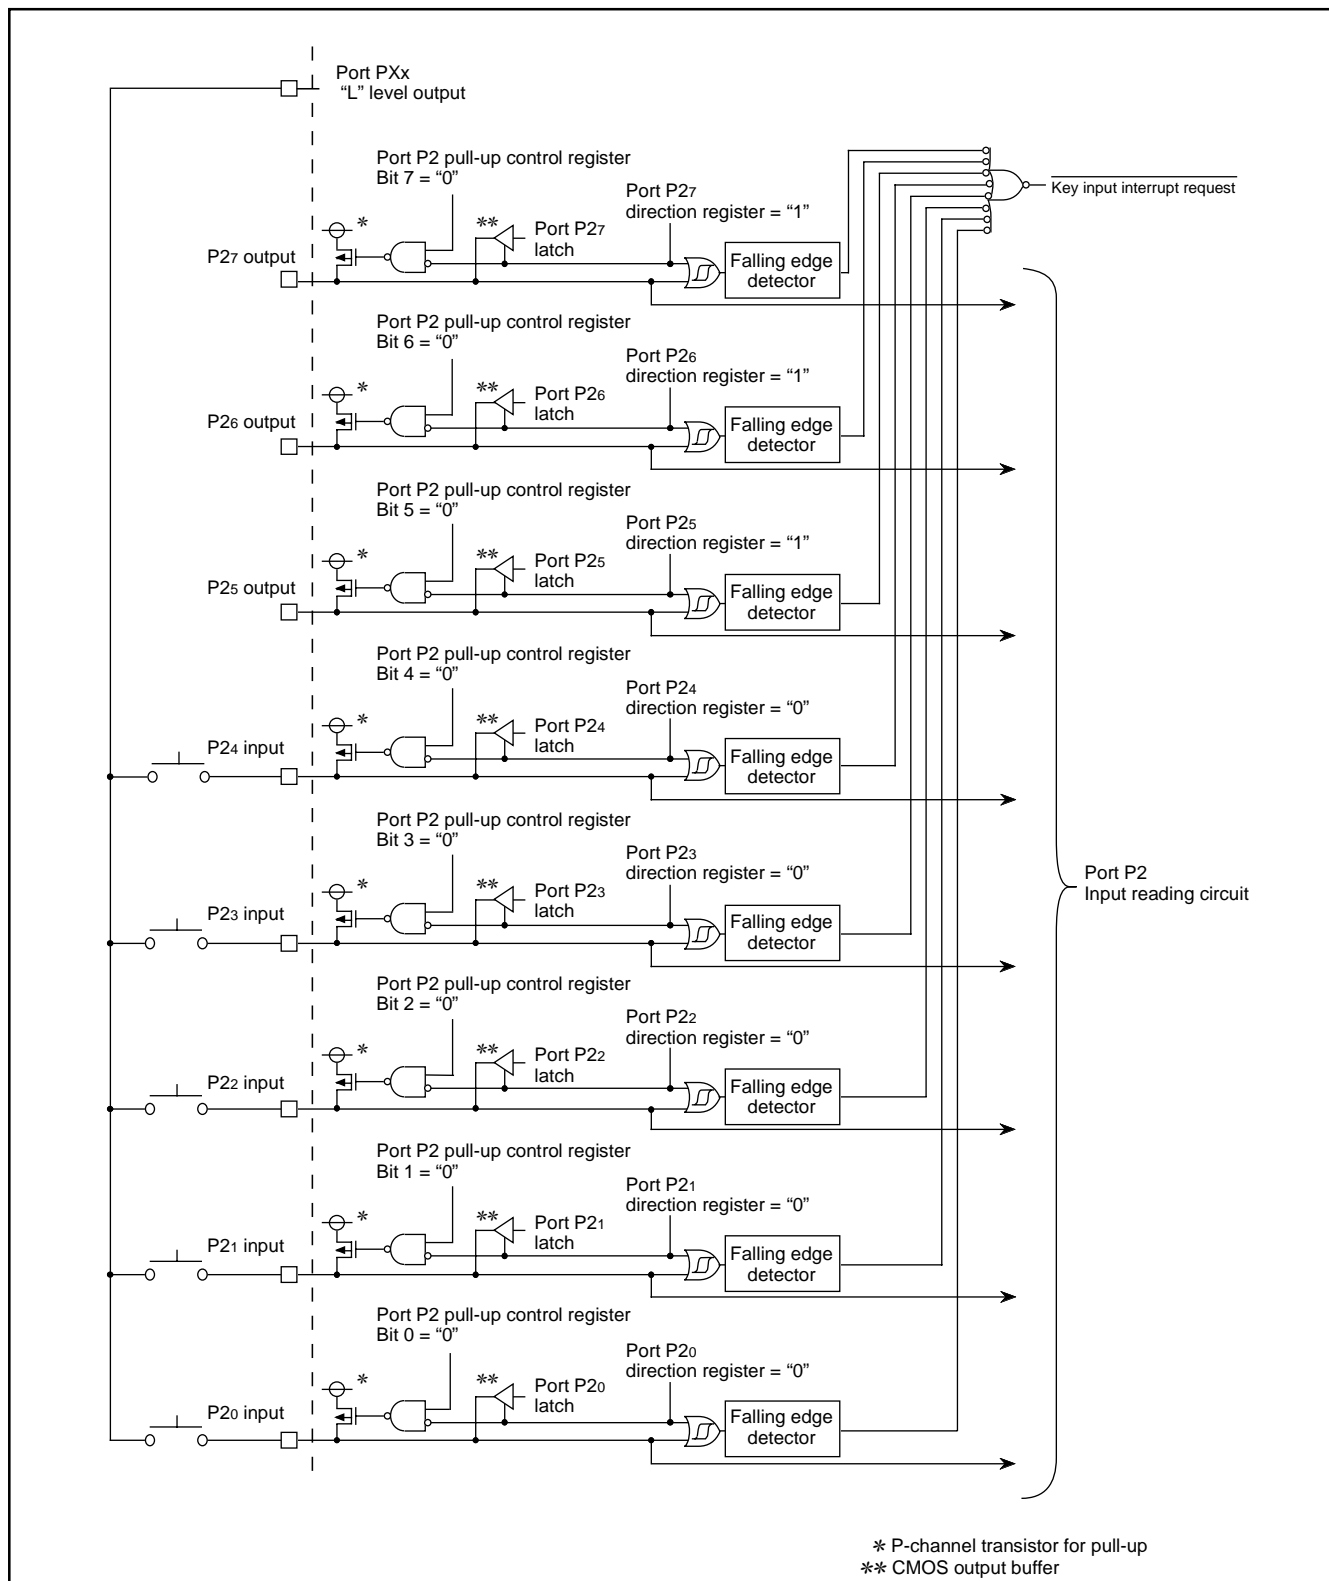 Port PXx
“L” level output
Port P2 pull-up control register
Bit 7 = “0”
Port P27
direction register = “1”
Key input interrupt request
*
**
Port P27
latch
P27 output
Falling edge
detector
Port P2 pull-up control register
Bit 6 = “0”
Port P26
direction register = “1”
*
**
Port P26
latch
P26 output
Falling edge
detector
Port P2 pull-up control register
Bit 5 = “0”
Port P25
direction register = “1”
*
**
Port P25
latch
P25 output
Falling edge
detector
Port P2 pull-up control register
Bit 4 = “0”
Port P24
direction register = “0”
*
**
Port P24
latch
P24 input
Falling edge
detector
Port P2 pull-up control register
Bit 3 = “0”
Port P23
direction register = “0”
*
**
Port P23
latch
P23 input
Falling edge
detector
Port P2
Input reading circuit
Port P2 pull-up control register
Bit 2 = “0”
Port P22
direction register = “0”
*
**
Port P22
latch
P22 input
Falling edge
detector
Port P2 pull-up control register
Bit 1 = “0”
Port P21
direction register = “0”
*
**
Port P21
latch
P21 input
Falling edge
detector
Port P2 pull-up control register
Bit 0 = “0”
Port P20
direction register = “0”
*
**
Port P20
latch
P20 input
Falling edge
detector
* P-channel transistor for pull-up
** CMOS output buffer